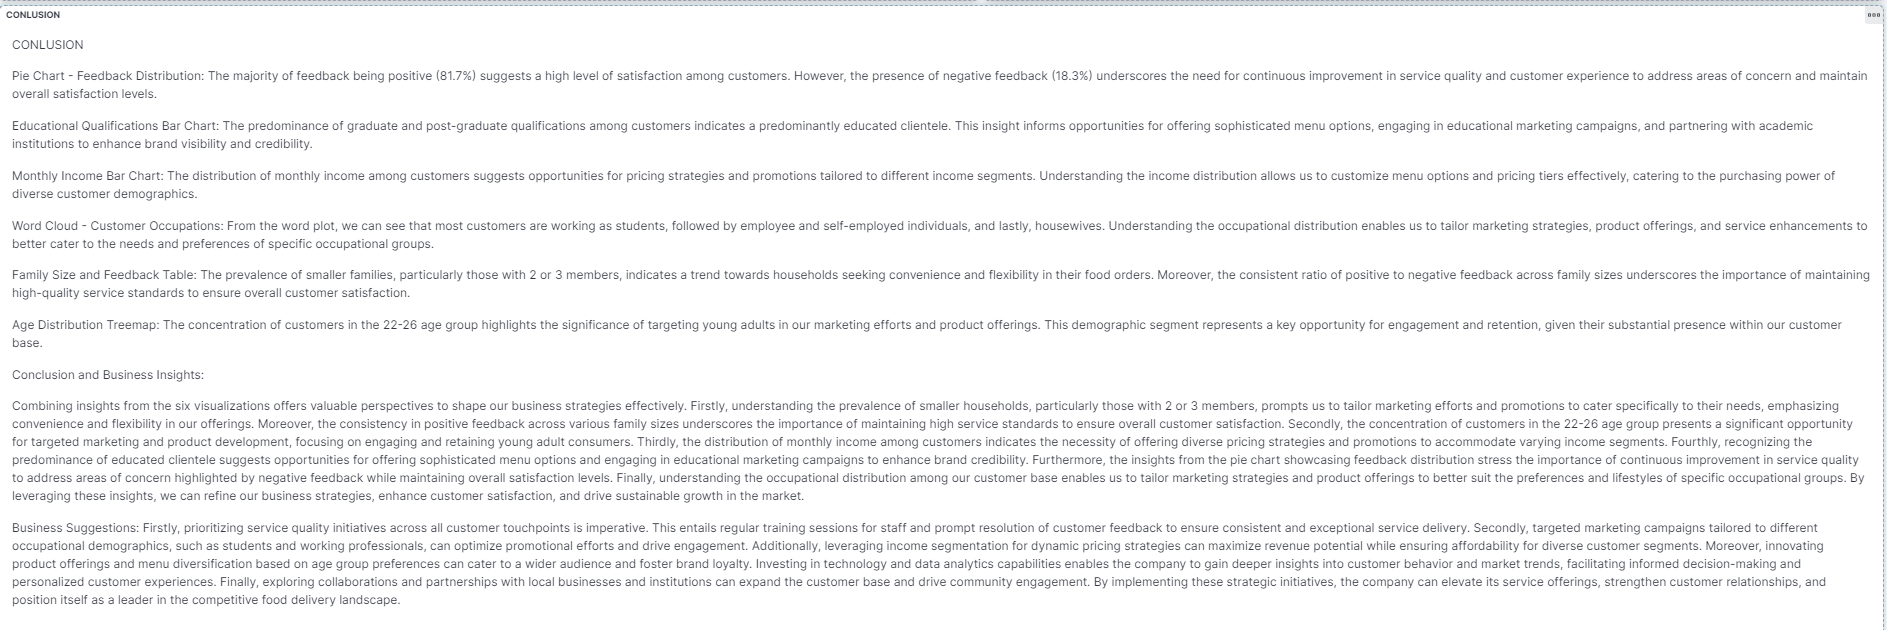 CONLUSION
CONLUSION
Pie Chart - Feedback Distribution: The majority of feedback being positive (81.7%) suggests a high level of satisfaction among customers. However, the presence of negative feedback (18.3%) underscores the need for continuous improvement in service quality and customer experience to address areas of concern and maintain
overall satisfaction levels.
Educational Qualifications Bar Chart: The predominance of graduate and post-graduate qualifications among customers indicates a predominantly educated clientele. This insight informs opportunities for offering sophisticated menu options, engaging in educational marketing campaigns, and partnering with academic
institutions to enhance brand visibility and credibility.
Monthly Income Bar Chart: The distribution of monthly income among customers suggests opportunities for pricing strategies and promotions tailored to different income segments. Understanding the income distribution allows us to customize menu options and pricing tiers effectively, catering to the purchasing power of
diverse customer demographics.
Word Cloud - Customer Occupations: From the word plot, we can see that most customers are working as students, followed by employee and self-employed individuals, and lastly, housewives. Understanding the occupational distribution enables us to tailor marketing strategies, product offerings, and service enhancements to
better cater to the needs and preferences of specific occupational groups.
Family Size and Feedback Table: The prevalence of smaller families, particularly those with 2 or 3 members, indicates a trend towards households seeking convenience and flexibility in their food orders. Moreover, the consistent ratio of positive to negative feedback across family sizes underscores the importance of maintaining
high-quality service standards to ensure overall customer satisfaction.
Age Distribution Treemap: The concentration of customers in the 22-26 age group highlights the significance of targeting young adults in our marketing efforts and product offerings. This demographic segment represents a key opportunity for engagement and retention, given their substantial presence within our customer
base.
Conclusion and Business Insights:
Combining insights from the six visualizations offers valuable perspectives to shape our business strategies effectively. Firstly, understanding the prevalence of smaller households, particularly those with 2 or 3 members, prompts us to tailor marketing efforts and promotions to cater specifically to their needs, emphasizing
convenience and flexibility in our offerings. Moreover, the consistency in positive feedback across various family sizes underscores the importance of maintaining high service standards to ensure overall customer satisfaction. Secondly, the concentration of customers in the 22-26 age group presents a significant opportunity
for targeted marketing and product development, focusing on engaging and retaining young adult consumers. Thirdly, the distribution of monthly income among customers indicates the necessity of offering diverse pricing strategies and promotions to accommodate varying income segments. Fourthly, recognizing the
predominance of educated clientele suggests opportunities for offering sophisticated menu options and engaging in educational marketing campaigns to enhance brand credibility. Furthermore, the insights from the pie chart showcasing feedback distribution stress the importance of continuous improvement in service quality
to address areas of concern highlighted by negative feedback while maintaining overall satisfaction levels. Finally, understanding the occupational distribution among our customer base enables us to tailor marketing strategies and product offerings to better suit the preferences and lifestyles of specific occupational groups. By
leveraging these insights, we can refine our business strategies, enhance customer satisfaction, and drive sustainable growth in the market.
Business Suggestions: Firstly, prioritizing service quality initiatives across all customer touchpoints is imperative. This entails regular training sessions for staff and prompt resolution of customer feedback to ensure consistent and exceptional service delivery. Secondly, targeted marketing campaigns tailored to different
occupational demographics, such as students and working professionals, can optimize promotional efforts and drive engagement. Additionally, leveraging income segmentation for dynamic pricing strategies can maximize revenue potential while ensuring affordability for diverse customer segments. Moreover, innovating
product offerings and menu diversification based on age group preferences can cater to a wider audience and foster brand loyalty. Investing in technology and data analytics capabilities enables the company to gain deeper insights into customer behavior and market trends, facilitating informed decision-making and
personalized customer experiences. Finally, exploring collaborations and partnerships with local businesses and institutions can expand the customer base and drive community engagement. By implementing these strategic initiatives, the company can elevate its service offerings, strengthen customer relationships, and
position itself as a leader in the competitive food delivery landscape.